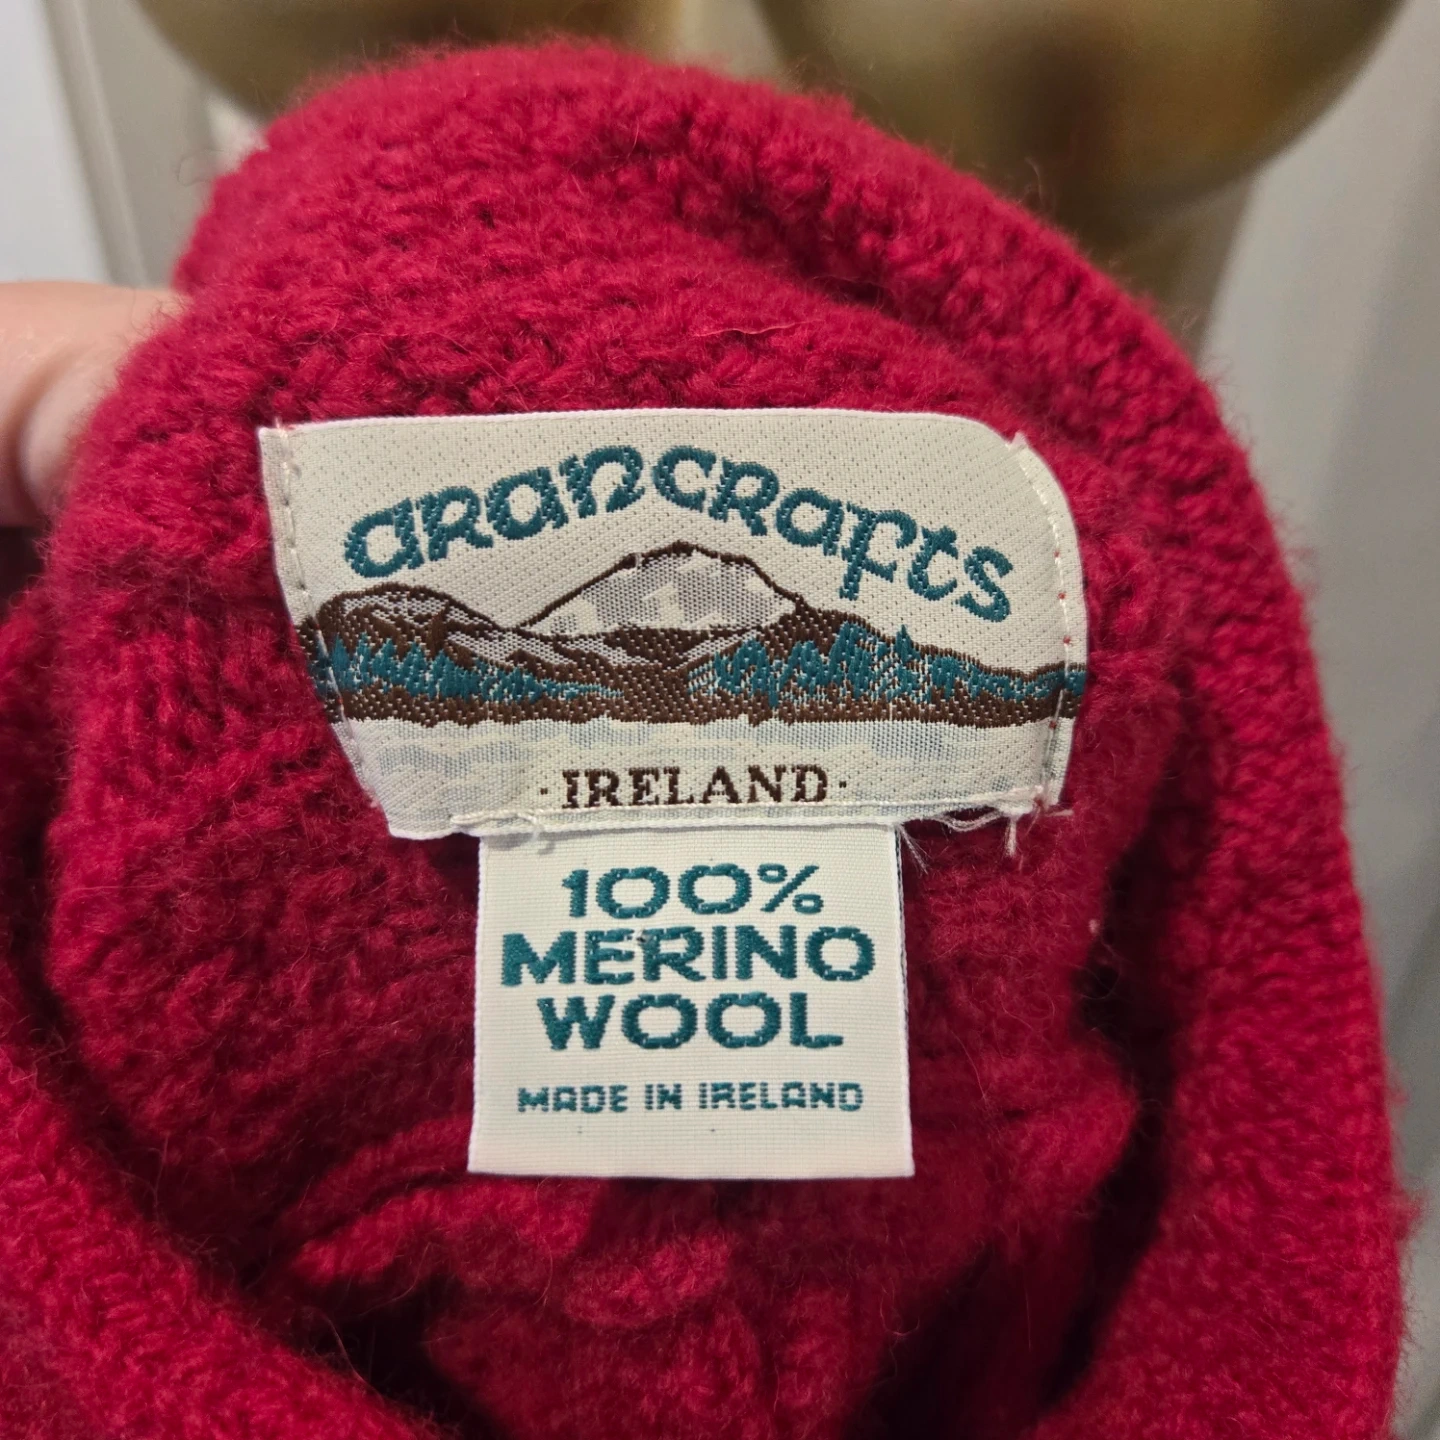 arancrafts
· IRELAND ·
100%
MERINO
WOOL
MADE IN IRELAND